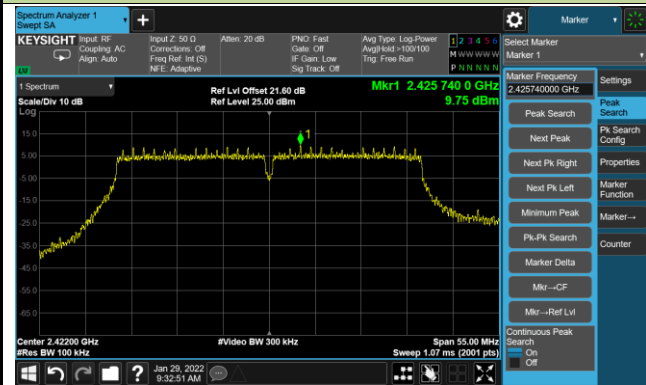 Spectrum Analyzer 1
Swept SA
Marker
KEYSIGHT
Input: RF
Coupling: AC
Align: Auto
Input Z: 50 Ω
Corrections: Off
Freq Ref: Int (S)
NFE: Adaptive
Atten: 20 dB
PNO: Fast
Gate: Off
IF Gain: Low
Sig Track: Off
Avg Type: Log-Power
Avg|Hold:>100/100
Trig: Free Run
1 2 3 4 5 6
M W W W W W
P N N N N N
LXI
Select Marker
Marker 1
1 Spectrum
Scale/Div 10 dB
Log
Ref Lvl Offset 21.60 dB
Ref Level 25.00 dBm
Mkr1 2.425 740 0 GHz
9.75 dBm
Marker Frequency
2.425740000 GHz
Peak Search
Next Peak
Next Pk Right
Next Pk Left
Minimum Peak
Pk-Pk Search
Marker Delta
Mkr→CF
Mkr→Ref Lvl
Continuous Peak
Search
On
Off
Settings
Peak
Search
Pk Search
Config
Properties
Marker
Function
Marker→
Counter
1
15.0
5.00
-5.00
-15.0
-25.0
-35.0
-45.0
-55.0
-65.0
Center 2.42200 GHz
#Res BW 100 kHz
#Video BW 300 kHz
Span 55.00 MHz
Sweep 1.07 ms (2001 pts)
?
Jan 29, 2022
9:32:51 AM